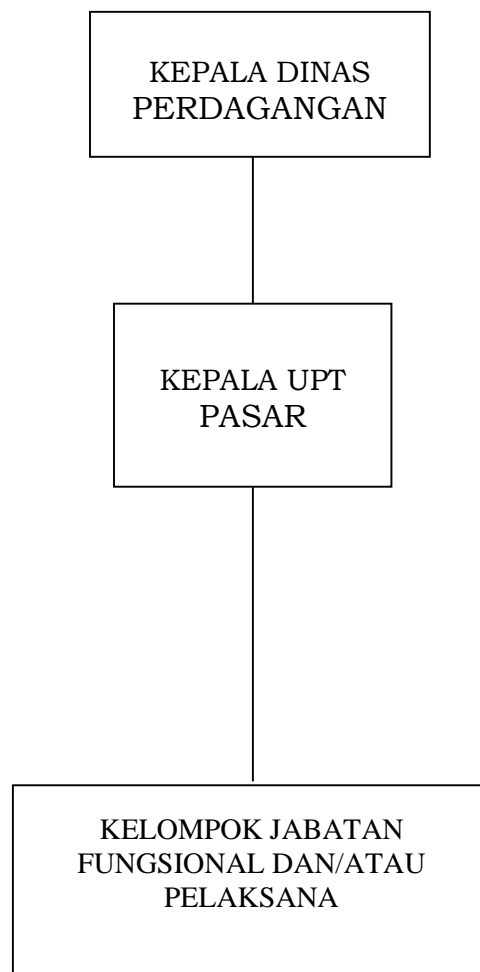 KEPALA DINAS
PERDAGANGAN
KEPALA UPT
PASAR
KELOMPOK JABATAN
FUNGSIONAL DAN/ATAU
PELAKSANA